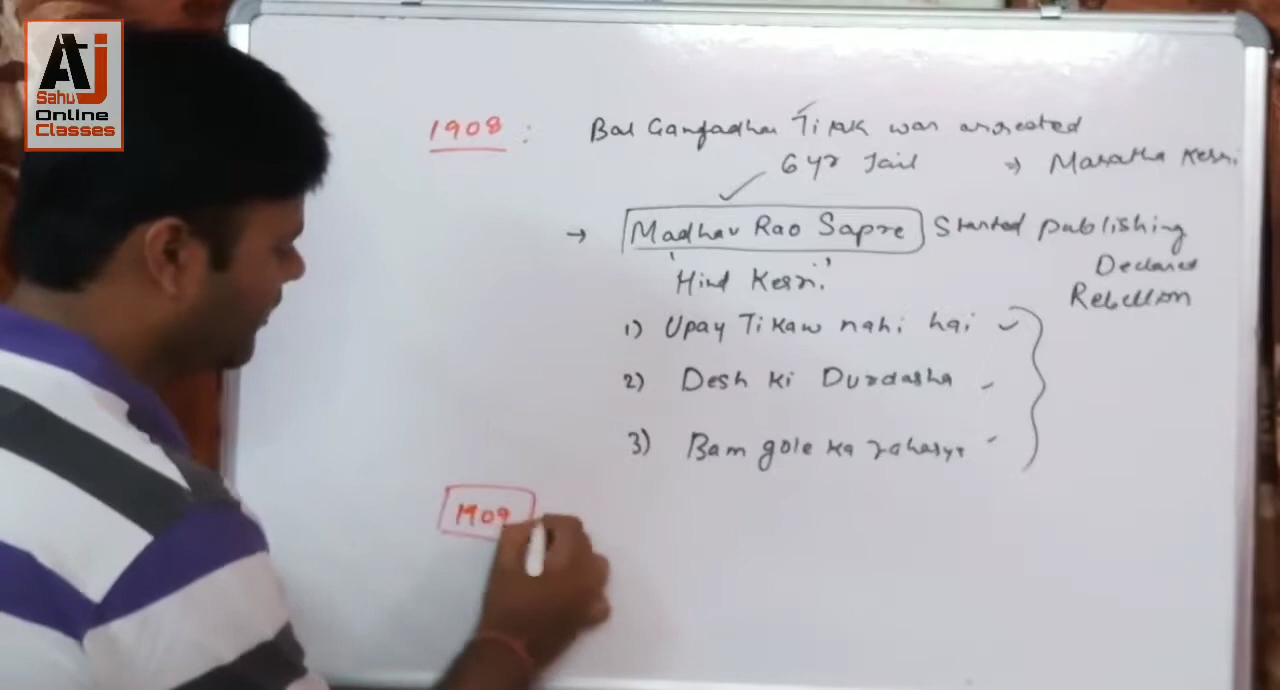 AJ
Sahu
Online
Classes
1908 : Bal Gangadhar Tilak was arrested
6 yr Jail => Maratha Kesri
→ Madhav Rao Sapre Started publishing
'Hind Kesri' Declared
Rebellion
1) Upay Tikaw nahi hai
2) Desh ki Durdasha
3) Bam gole ka rahasya
1909